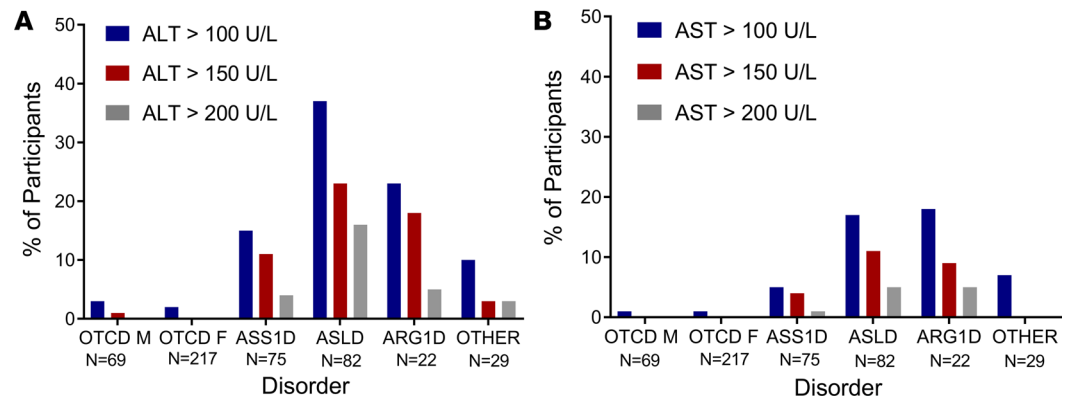 A
50
40
30
20
10
0
% of Participants
ALT > 100 U/L
ALT > 150 U/L
ALT > 200 U/L
OTCD M OTCD F ASS1D ASLD ARG1D OTHER
N=69 N=217 N=75 N=82 N=22 N=29
Disorder
B
50
40
30
20
10
0
% of Participants
AST > 100 U/L
AST > 150 U/L
AST > 200 U/L
OTCD M OTCD F ASS1D ASLD ARG1D OTHER
N=69 N=217 N=75 N=82 N=22 N=29
Disorder